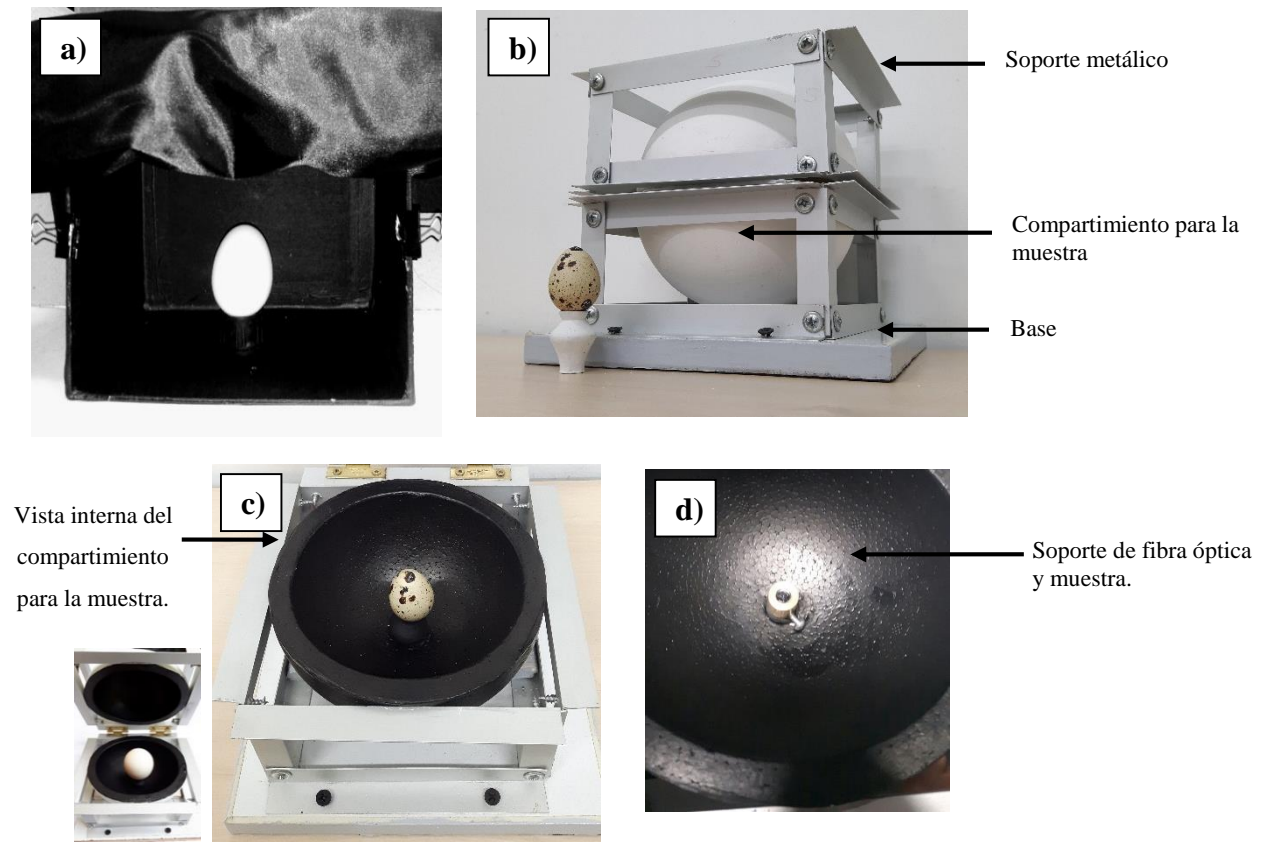 a)
b)
Soporte metálico
Compartimiento para la
muestra
Base
c)
Vista interna del
compartimiento
para la muestra.
d)
Soporte de fibra óptica
y muestra.